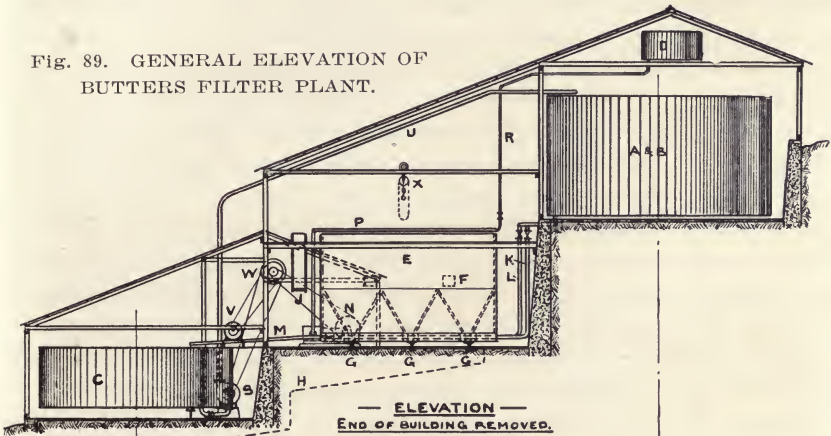 Fig. 89. GENERAL ELEVATION OF
BUTTERS FILTER PLANT.
D
U
R
A & B
X
P
E
K
L
F
W
J
V
N
M
C
S
G G G
H
— ELEVATION —
END OF BUILDING REMOVED.